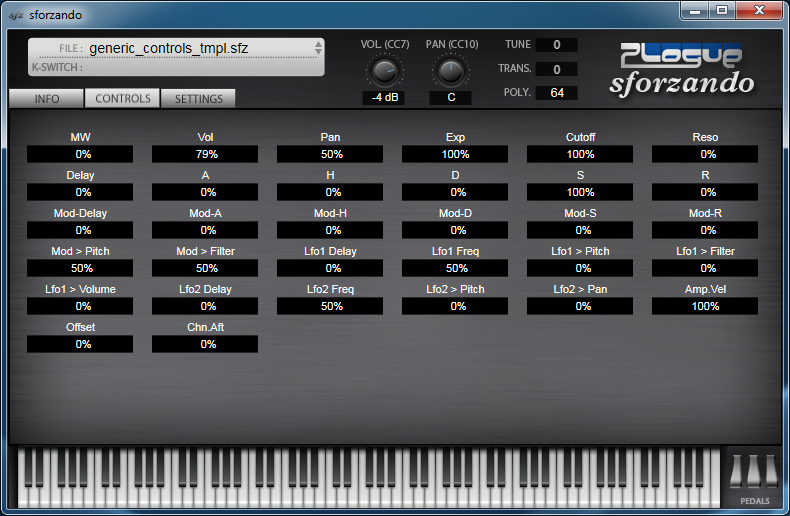 sfz sforzando
FILE : generic_controls_tmpl.sfz
K-SWITCH :
VOL. (CC7) PAN (CC10)
-4 dB C
TUNE 0
TRANS. 0
POLY. 64
PLOGUE
sforzando
INFO CONTROLS SETTINGS
MW Vol Pan Exp Cutoff Reso
0% 79% 50% 100% 100% 0%
Delay A H D S R
0% 0% 0% 0% 100% 0%
Mod-Delay Mod-A Mod-H Mod-D Mod-S Mod-R
0% 0% 0% 0% 0% 0%
Mod > Pitch Mod > Filter Lfo1 Delay Lfo1 Freq Lfo1 > Pitch Lfo1 > Filter
50% 50% 0% 50% 0% 0%
Lfo1 > Volume Lfo2 Delay Lfo2 Freq Lfo2 > Pitch Lfo2 > Pan Amp.Vel
0% 0% 50% 0% 0% 100%
Offset Chn.Aft
0% 0%
PEDALS